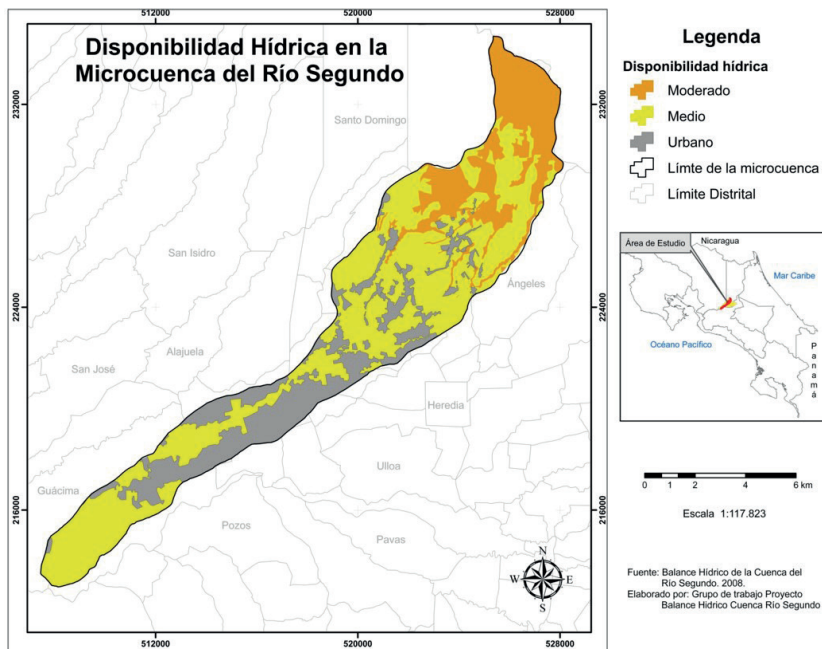 512000
520000
528000
Disponibilidad Hídrica en la
Microcuenca del Río Segundo
232000
224000
216000
232000
224000
216000
Santo Domingo
San Isidro
Ángeles
Alajuela
San José
Heredia
Ulloa
Guácima
Pozos
Pavas
N
W
E
S
512000
520000
528000
Legenda
Disponibilidad hídrica
Moderado
Medio
Urbano
Límte de la microcuenca
Límite Distrital
Área de Estudio
Nicaragua
Mar Caribe
Océano Pacífico
Panamá
0 1 2 4 6 km
Escala 1:117.823
Fuente: Balance Hídrico de la Cuenca del
Río Segundo. 2008.
Elaborado por: Grupo de trabajo Proyecto
Balance Hidrico Cuenca Río Segundo